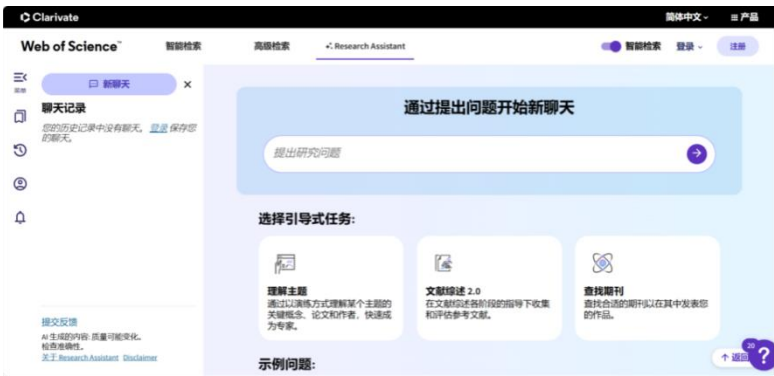 Clarivate
简体中文
产品
Web of Science™
智能检索
高级检索
Research Assistant
智能检索
登录
注册
菜单
新聊天
聊天记录
您的历史记录中没有聊天。登录 保存您
的聊天。
通过提出问题开始新聊天
提出研究问题
选择引导式任务:
理解主题
通过以演练方式理解某个主题的
关键概念、论文和作者，快速成
为专家。
文献综述 2.0
在文献综述各阶段的指导下收集
和评估参考文献。
查找期刊
查找合适的期刊以在其中发表您
的作品。
提交反馈
AI 生成的内容: 质量可能变化。
检查准确性。
关于 Research Assistant Disclaimer
示例问题:
返回
20
?